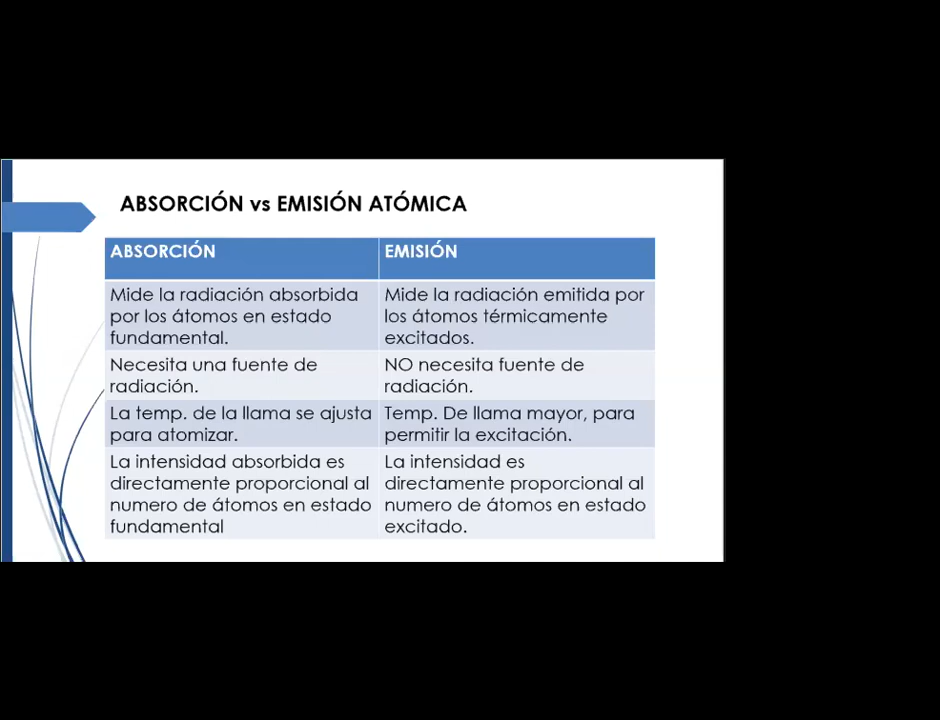 ABSORCIÓN vs EMISIÓN ATÓMICA
ABSORCIÓN
EMISIÓN
Mide la radiación absorbida
por los átomos en estado
fundamental.
Mide la radiación emitida por
los átomos térmicamente
excitados.
Necesita una fuente de
radiación.
NO necesita fuente de
radiación.
La temp. de la llama se ajusta
para atomizar.
Temp. De llama mayor, para
permitir la excitación.
La intensidad absorbida es
directamente proporcional al
numero de átomos en estado
fundamental
La intensidad es
directamente proporcional al
numero de átomos en estado
excitado.